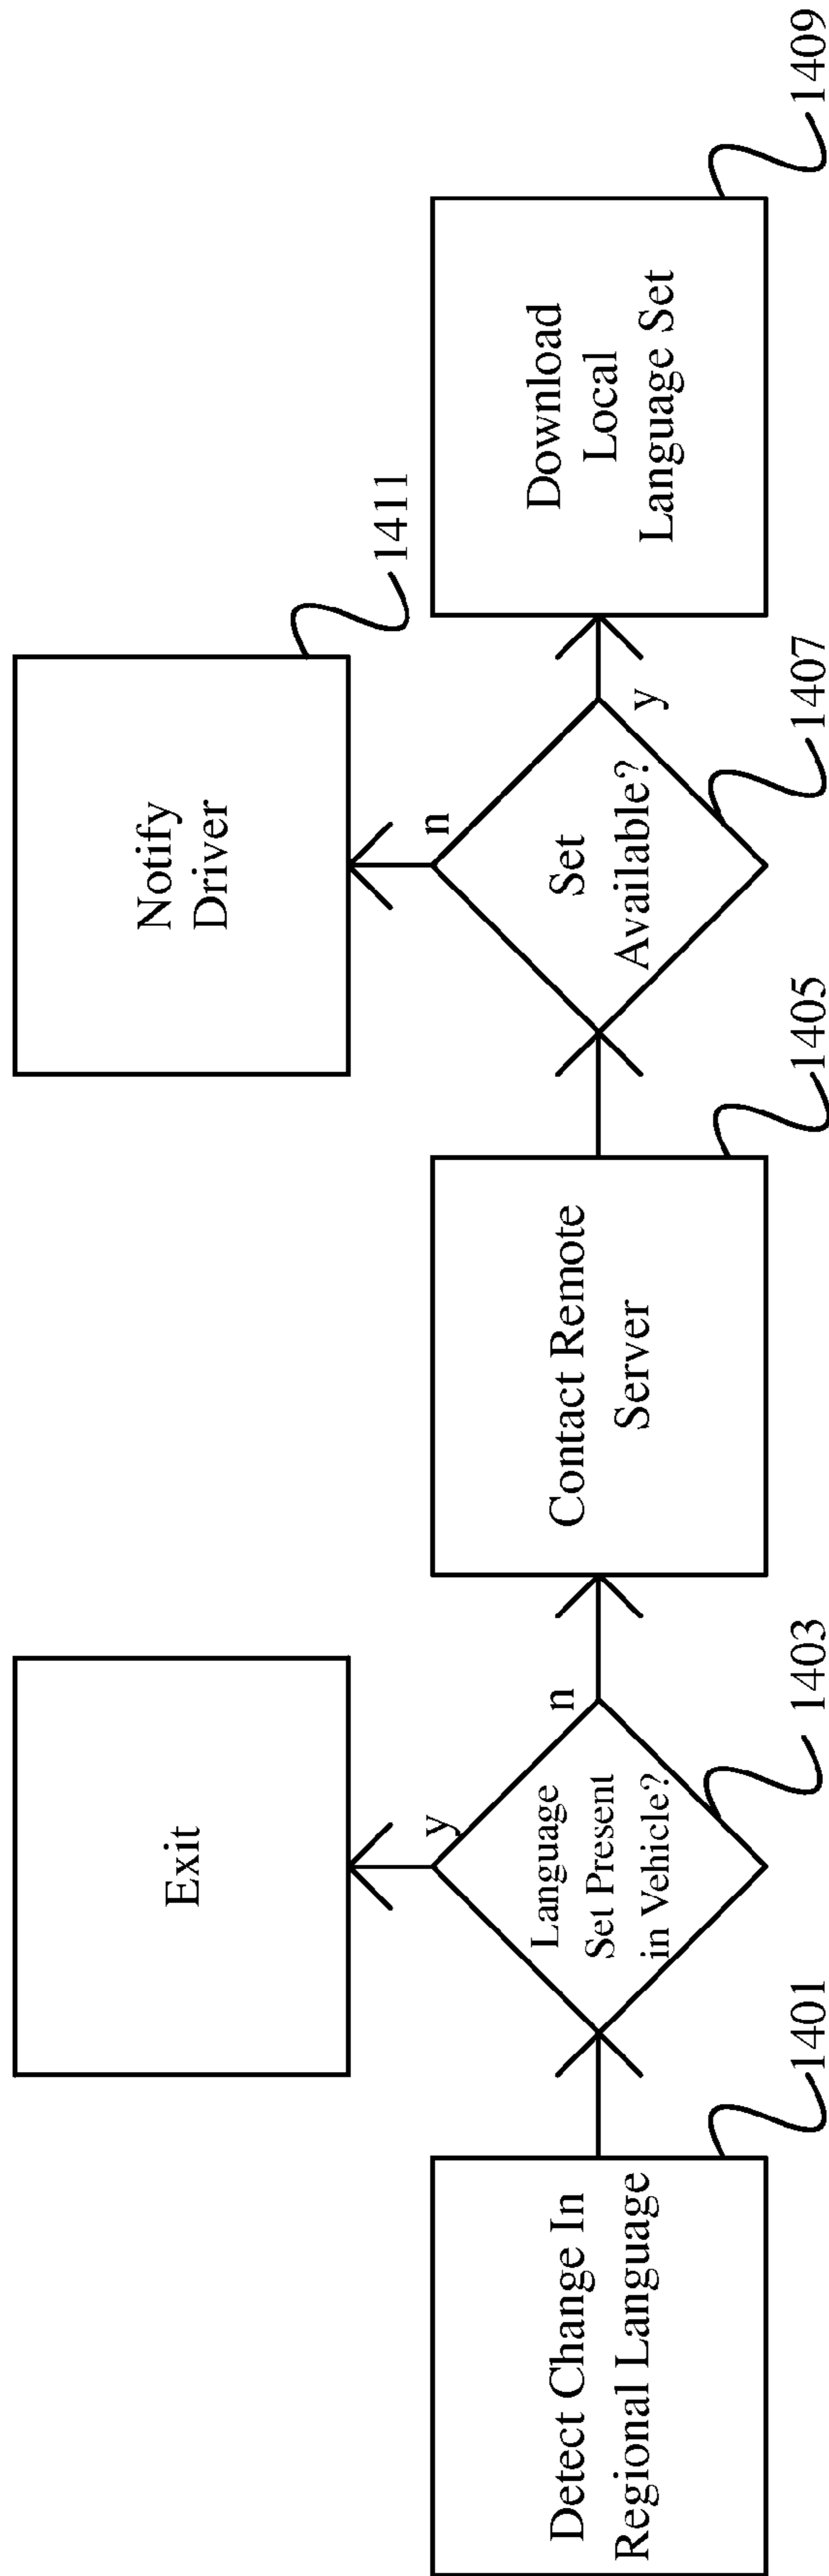 Exit
Notify
Driver
1411
Detect Change In
Regional Language
1401
y
n
Language
Set Present
in Vehicle?
1403
Contact Remote
Server
1405
n
y
Set
Available?
1407
Download
Local
Language Set
1409